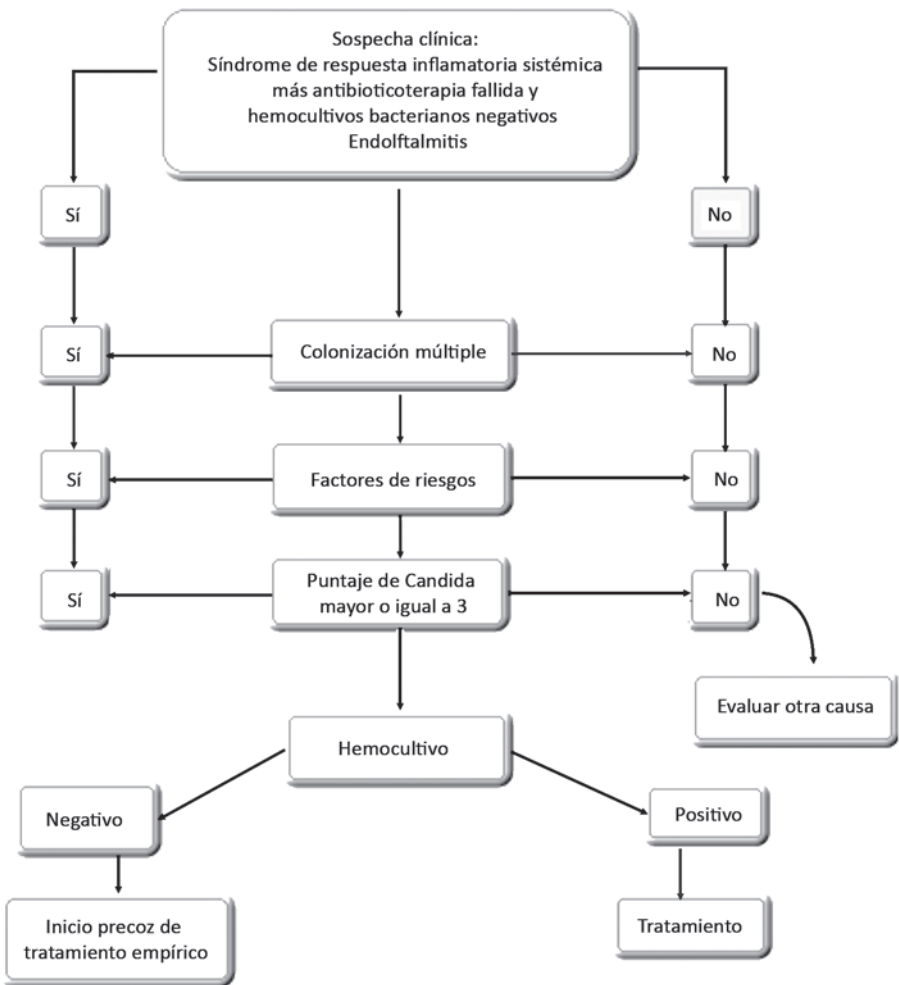 Sospecha clínica:
Síndrome de respuesta inflamatoria sistémica
más antibioticoterapia fallida y
hemocultivos bacterianos negativos
Endolftalmitis
Sí
No
Sí
Colonización múltiple
No
Sí
Factores de riesgos
No
Sí
Puntaje de Candida
mayor o igual a 3
No
Evaluar otra causa
Hemocultivo
Negativo
Positivo
Inicio precoz de
tratamiento empírico
Tratamiento